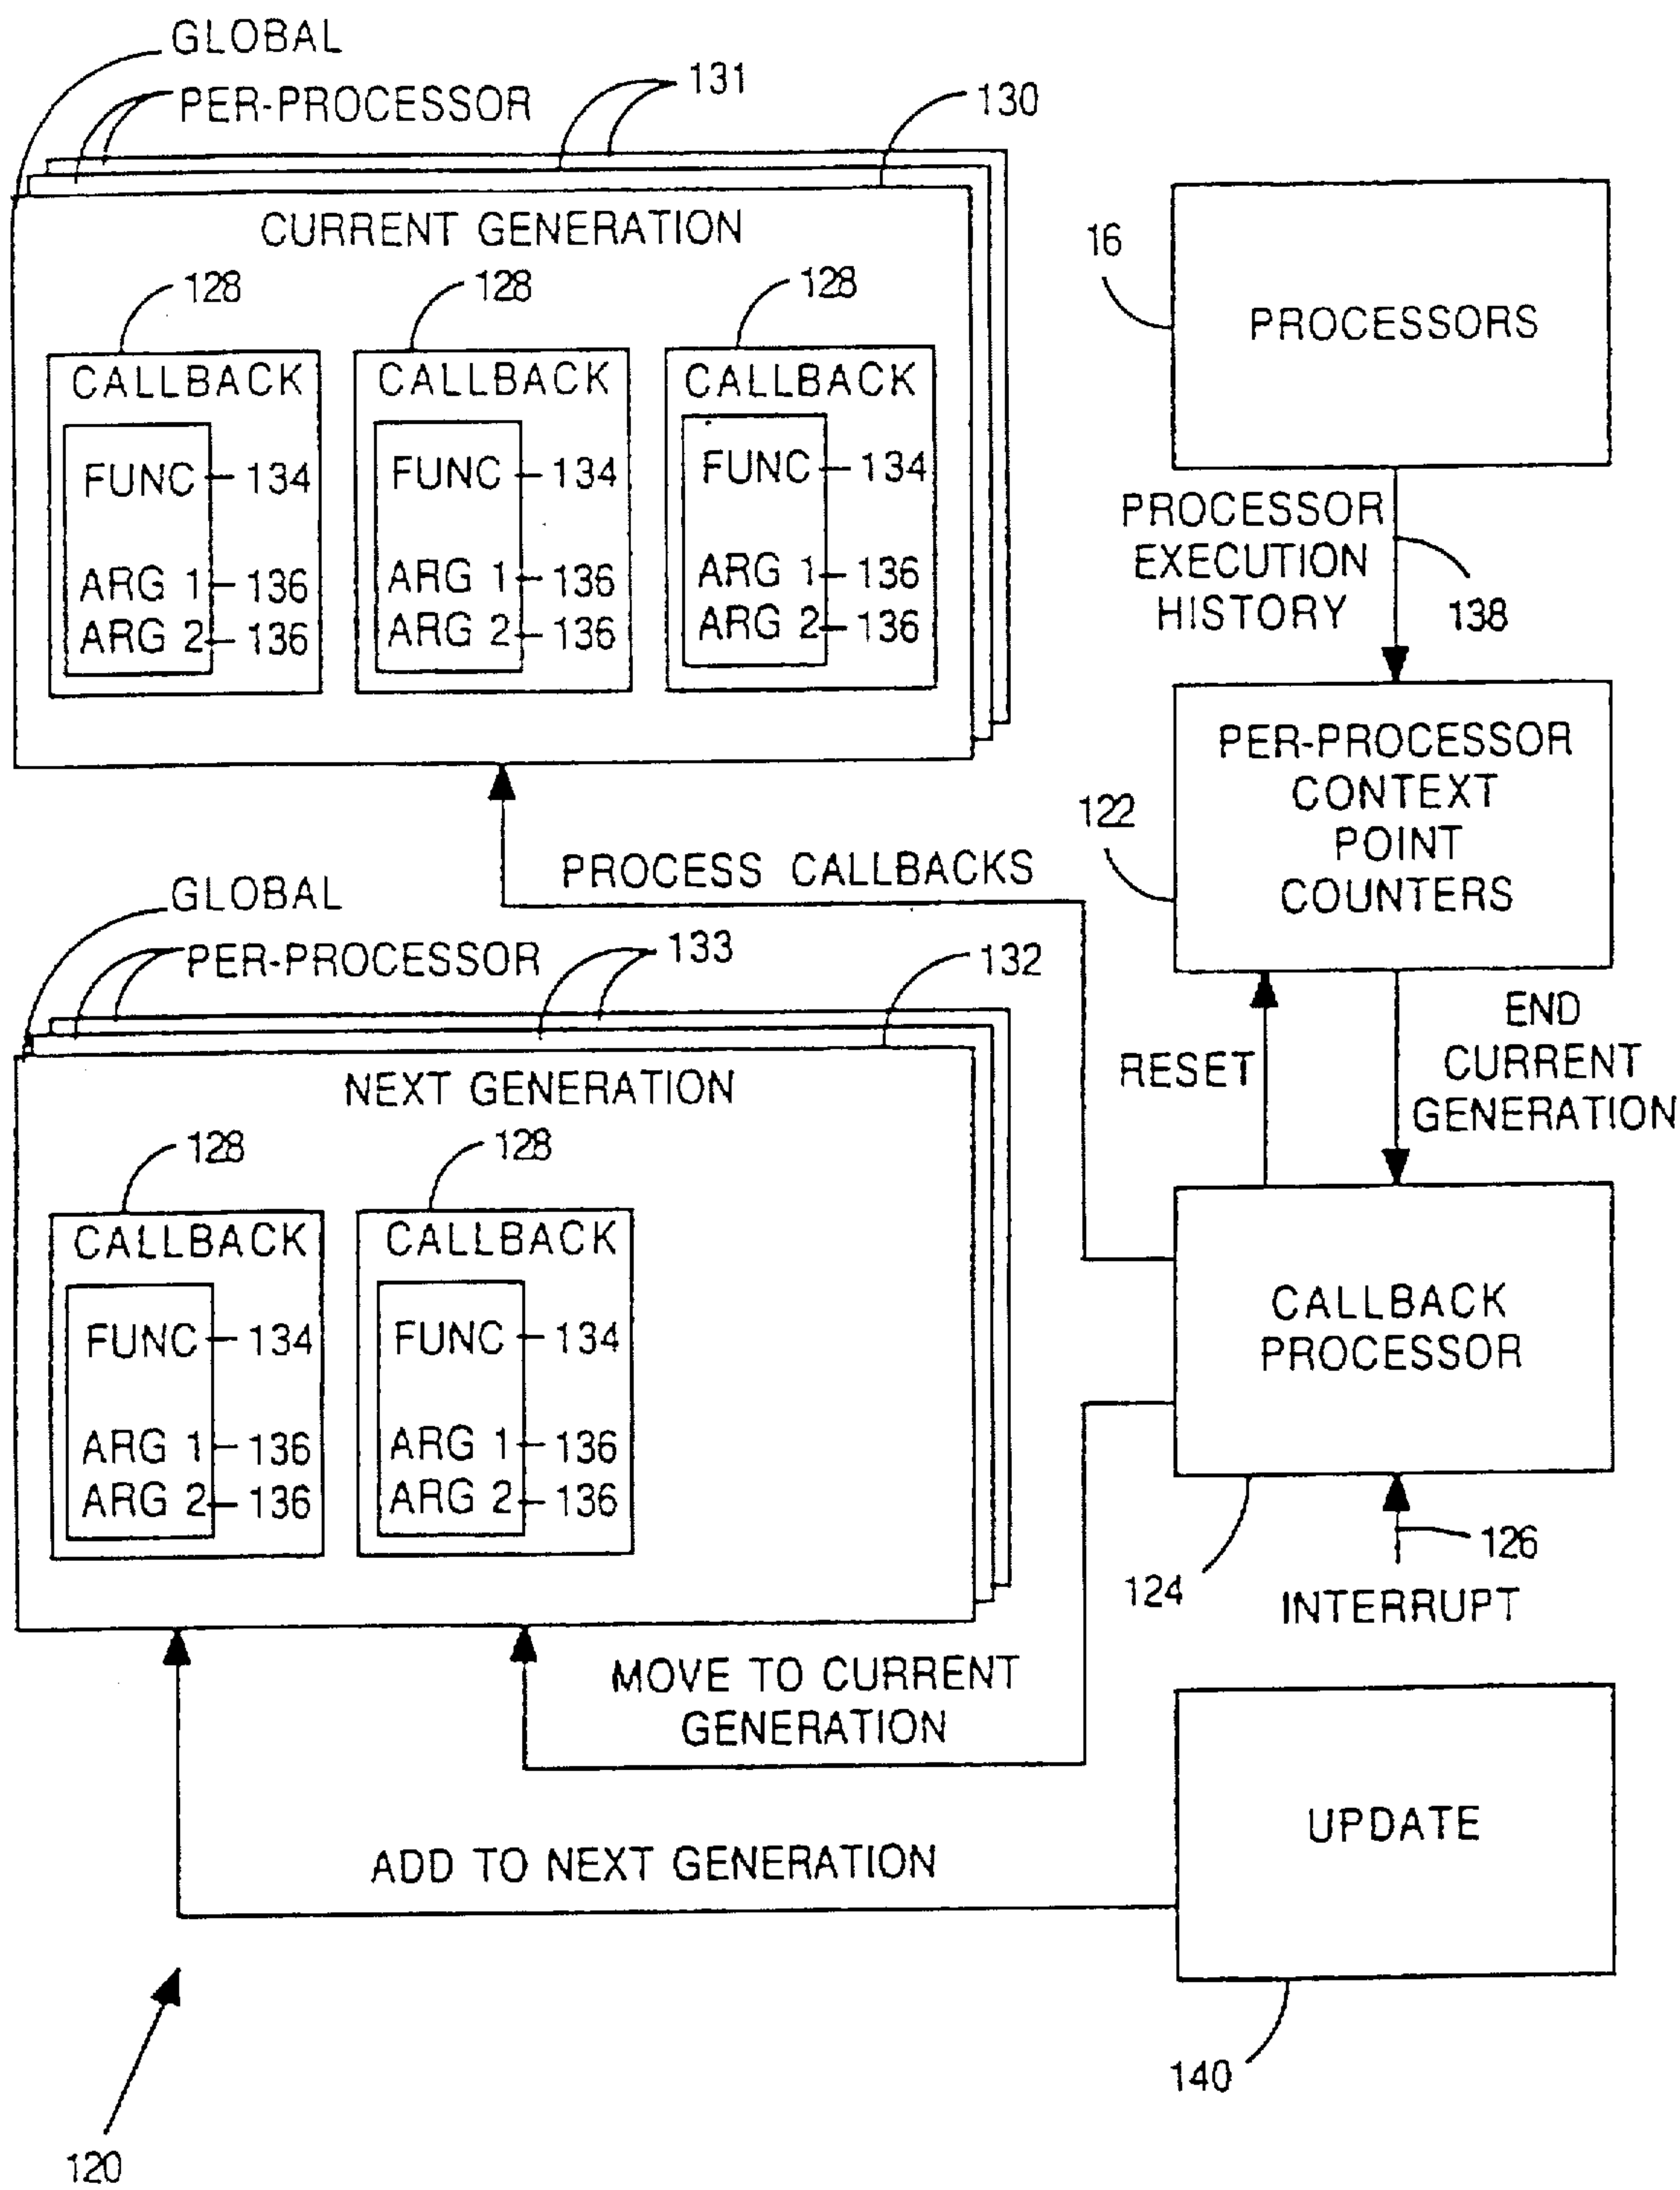 GLOBAL
PER-PROCESSOR
131
130
CURRENT GENERATION
128
128
128
CALLBACK
FUNC
134
ARG 1
136
ARG 2
136
CALLBACK
FUNC
134
ARG 1
136
ARG 2
136
CALLBACK
FUNC
134
ARG 1
136
ARG 2
136
16
PROCESSORS
PROCESSOR
EXECUTION
HISTORY
138
122
PER-PROCESSOR
CONTEXT
POINT
COUNTERS
PROCESS CALLBACKS
GLOBAL
PER-PROCESSOR
133
132
NEXT GENERATION
128
128
CALLBACK
FUNC
134
ARG 1
136
ARG 2
136
CALLBACK
FUNC
134
ARG 1
136
ARG 2
136
RESET
END
CURRENT
GENERATION
CALLBACK
PROCESSOR
124
126
INTERRUPT
MOVE TO CURRENT
GENERATION
UPDATE
ADD TO NEXT GENERATION
140
120